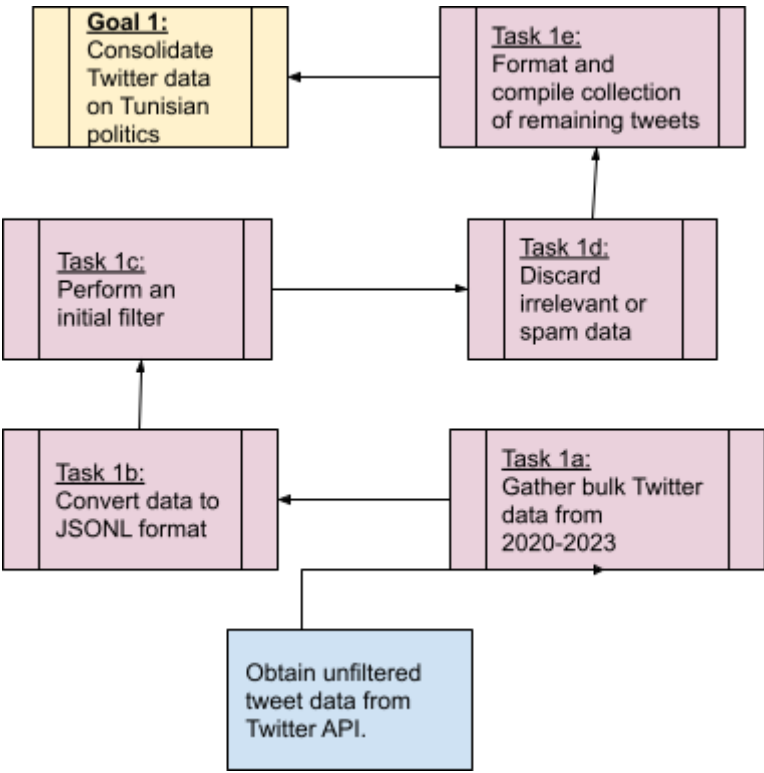 Goal 1:
Consolidate
Twitter data
on Tunisian
politics
Task 1e:
Format and
compile collection
of remaining tweets
Task 1c:
Perform an
initial filter
Task 1d:
Discard
irrelevant or
spam data
Task 1b:
Convert data to
JSONL format
Task 1a:
Gather bulk Twitter
data from
2020-2023
Obtain unfiltered
tweet data from
Twitter API.